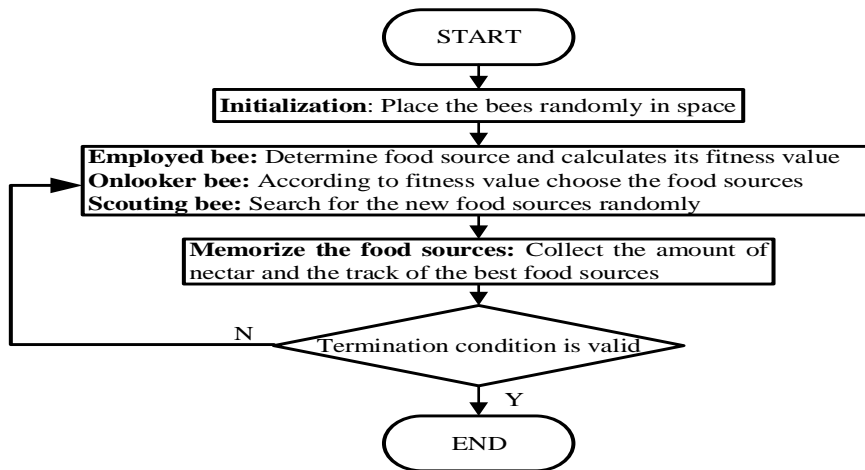 START
Initialization: Place the bees randomly in space
Employed bee: Determine food source and calculates its fitness value
Onlooker bee: According to fitness value choose the food sources
Scouting bee: Search for the new food sources randomly
Memorize the food sources: Collect the amount of
nectar and the track of the best food sources
N
Termination condition is valid
Y
END